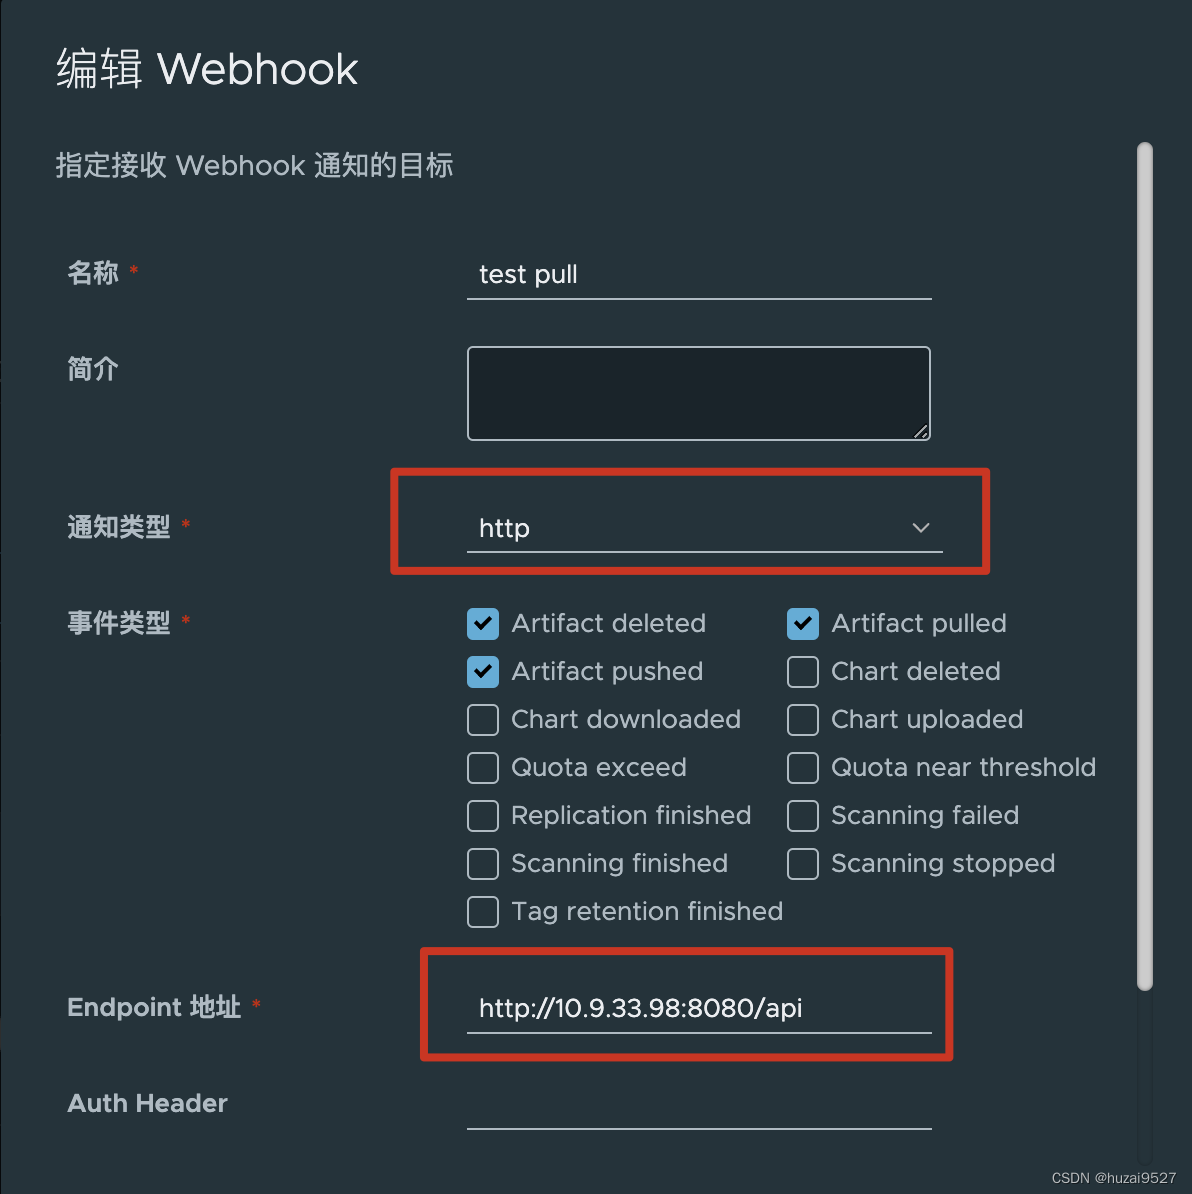 编辑 Webhook
指定接收 Webhook 通知的目标
名称 * test pull
简介
通知类型 * http
事件类型 * Artifact deleted Artifact pulled
Artifact pushed Chart deleted
Chart downloaded Chart uploaded
Quota exceed Quota near threshold
Replication finished Scanning failed
Scanning finished Scanning stopped
Tag retention finished
Endpoint 地址 * http://10.9.33.98:8080/api
Auth Header
CSDN @huzai9527